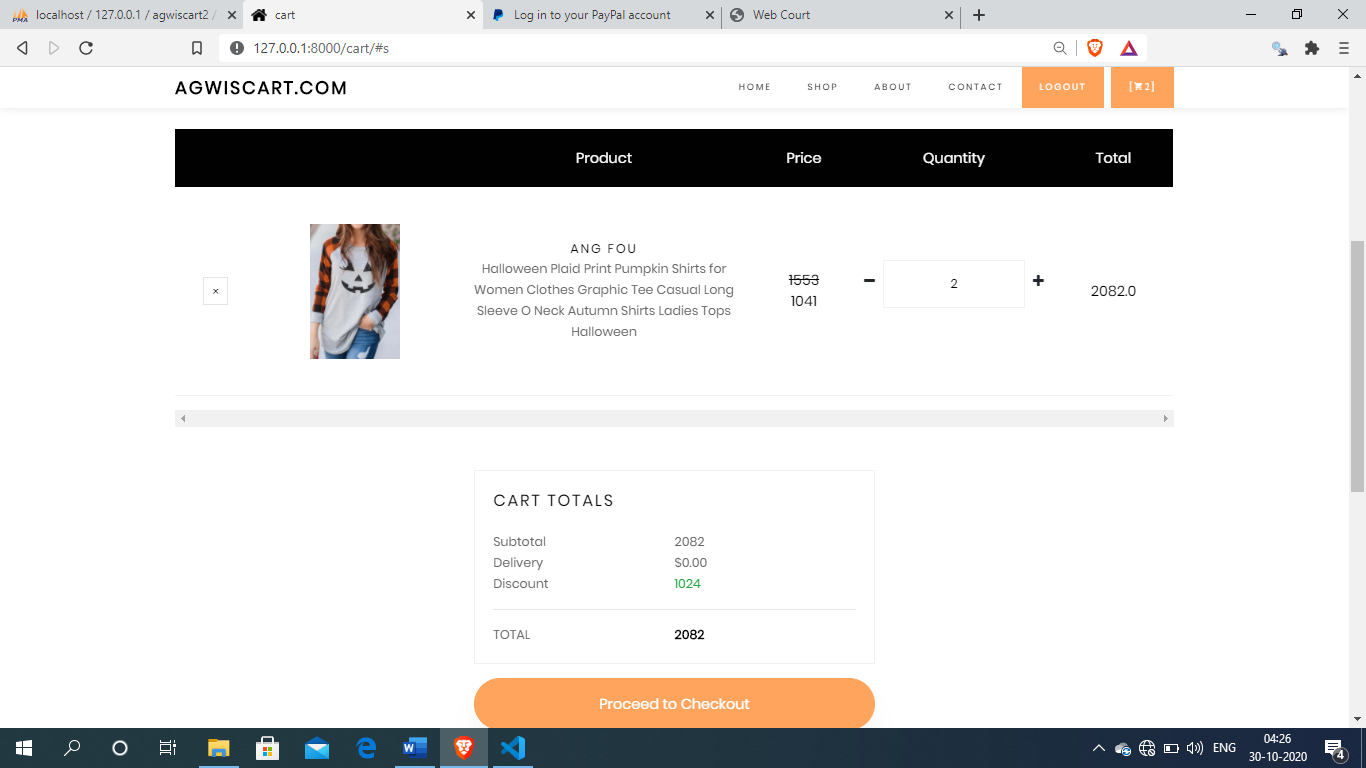 localhost / 127.0.0.1 / agwiscart2 /
cart
Log in to your PayPal account
Web Court
127.0.0.1:8000/cart/#s
AGWISCART.COM
HOME
SHOP
ABOUT
CONTACT
LOGOUT
[2]
Product
Price
Quantity
Total
×
ANG FOU
Halloween Plaid Print Pumpkin Shirts for
Women Clothes Graphic Tee Casual Long
Sleeve O Neck Autumn Shirts Ladies Tops
Halloween
1553
1041
2
2082.0
CART TOTALS
Subtotal 2082
Delivery $0.00
Discount 1024
TOTAL 2082
Proceed to Checkout
ENG
04:26
30-10-2020
4